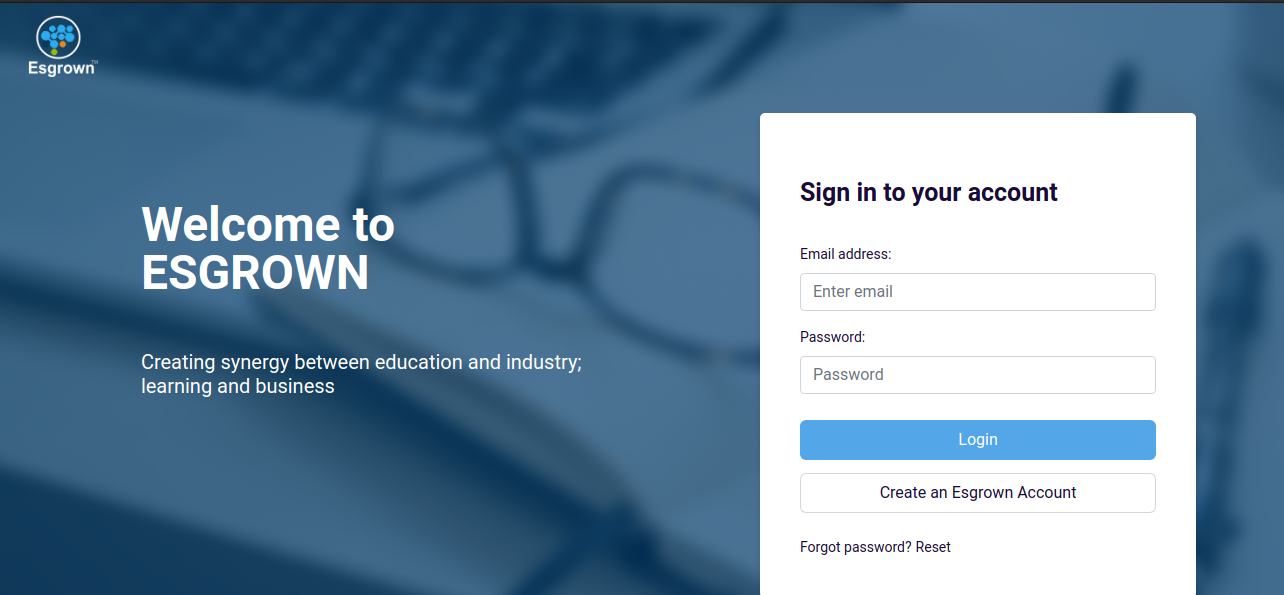 Esgrown™
Welcome to
ESGROWN
Creating synergy between education and industry;
learning and business
Sign in to your account
Email address:
Enter email
Password:
Password
Login
Create an Esgrown Account
Forgot password? Reset